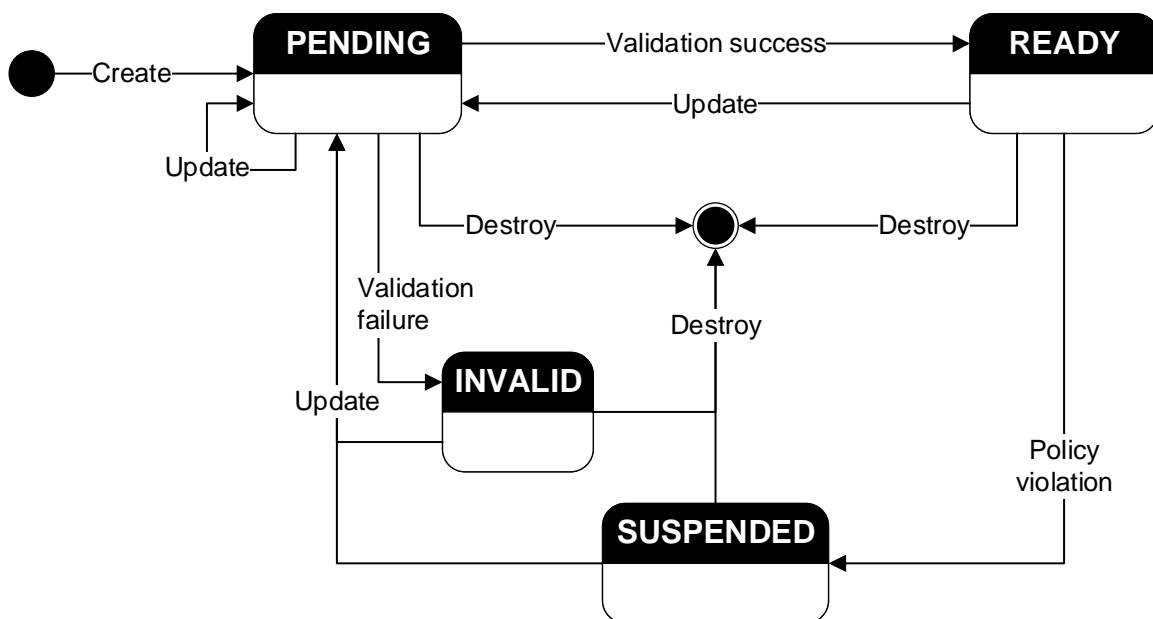 PENDING
Validation success
READY
Create
Update
Update
Destroy
Destroy
Validation
failure
Destroy
INVALID
Update
Policy
violation
SUSPENDED